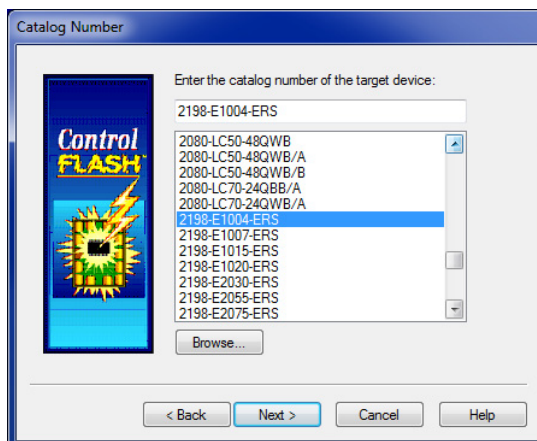 Catalog Number
Enter the catalog number of the target device:
2198-E1004-ERS
Control
FLASH
2080-LC50-48QWB
2080-LC50-48QWB/A
2080-LC50-48QWB/B
2080-LC70-24QBB/A
2080-LC70-24QWB/A
2198-E1004-ERS
2198-E1007-ERS
2198-E1015-ERS
2198-E1020-ERS
2198-E2030-ERS
2198-E2055-ERS
2198-E2075-ERS
Browse...
< Back Next > Cancel Help